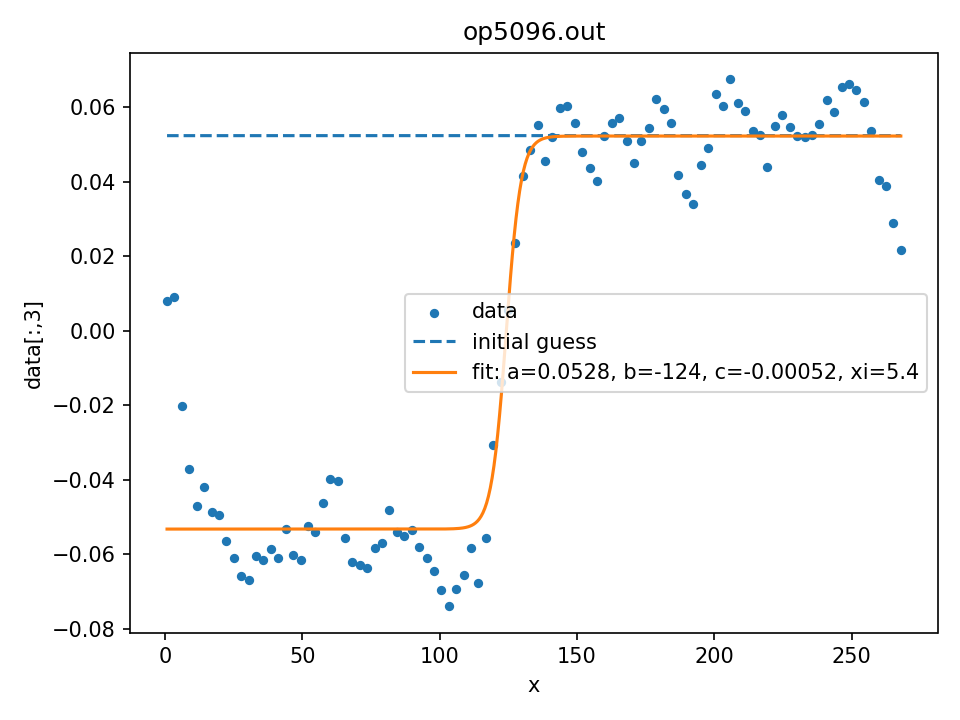 op5096.out
0.06
0.04
0.02
0.00
−0.02
−0.04
−0.06
−0.08
data[:,3]
data
initial guess
fit: a=0.0528, b=-124, c=-0.00052, xi=5.4
0 50 100 150 200 250
x